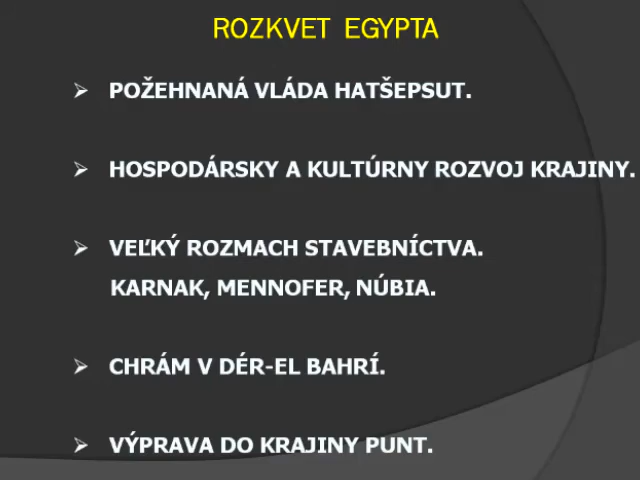 ROZKVET EGYPTA
POŽEHNANÁ VLÁDA HATŠEPSUT.
HOSPODÁRSKY A KULTÚRNY ROZVOJ KRAJINY.
VEĽKÝ ROZMACH STAVEBNÍCTVA.
KARNAK, MENNOFER, NÚBIA.
CHRÁM V DÉR-EL BAHRÍ.
VÝPRAVA DO KRAJINY PUNT.